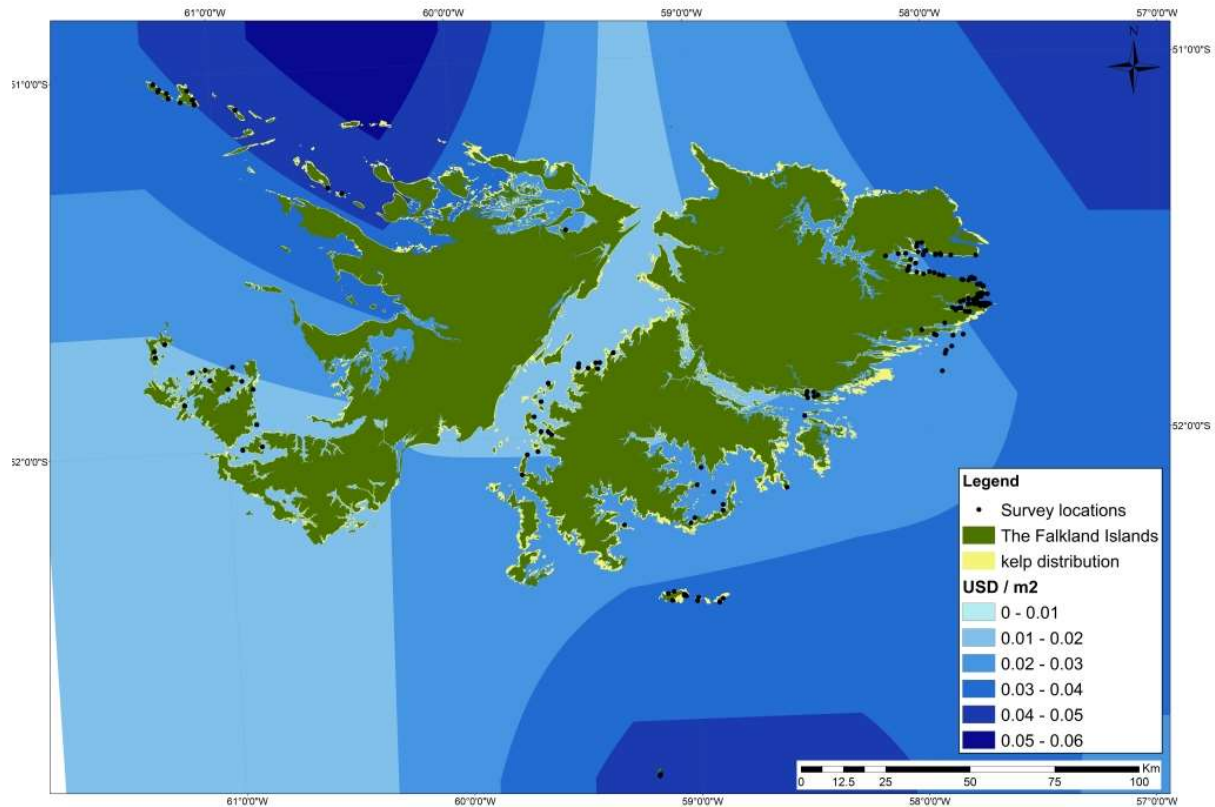 61°0'0"W 60°0'0"W 59°0'0"W 58°0'0"W 57°0'0"W
N
51°0'0"S
51°0'0"S
52°0'0"S
52°0'0"S
Legend
Survey locations
The Falkland Islands
kelp distribution
USD / m2
0 - 0.01
0.01 - 0.02
0.02 - 0.03
0.03 - 0.04
0.04 - 0.05
0.05 - 0.06
Km
0 12.5 25 50 75 100
61°0'0"W 60°0'0"W 59°0'0"W 58°0'0"W 57°0'0"W